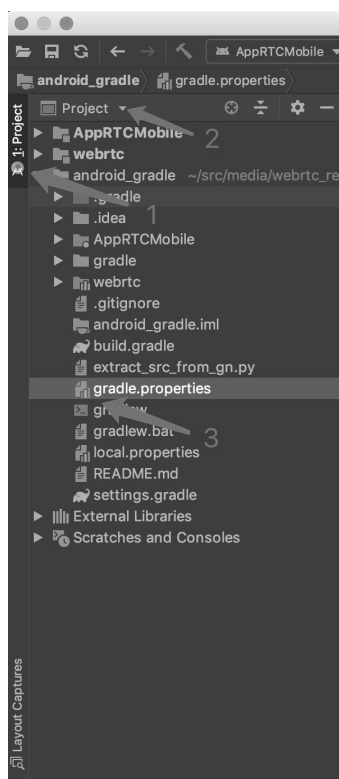 AppRTCMobile
android_gradle gradle.properties
1: Project
Project
2
AppRTCMobile
webrtc
android_gradle ~/src/media/webrtc_re
1
.gradle
.idea
AppRTCMobile
gradle
webrtc
.gitignore
android_gradle.iml
build.gradle
extract_src_from_gn.py
gradle.properties
gradlew
3
gradlew.bat
local.properties
README.md
settings.gradle
External Libraries
Scratches and Consoles
Layout Captures